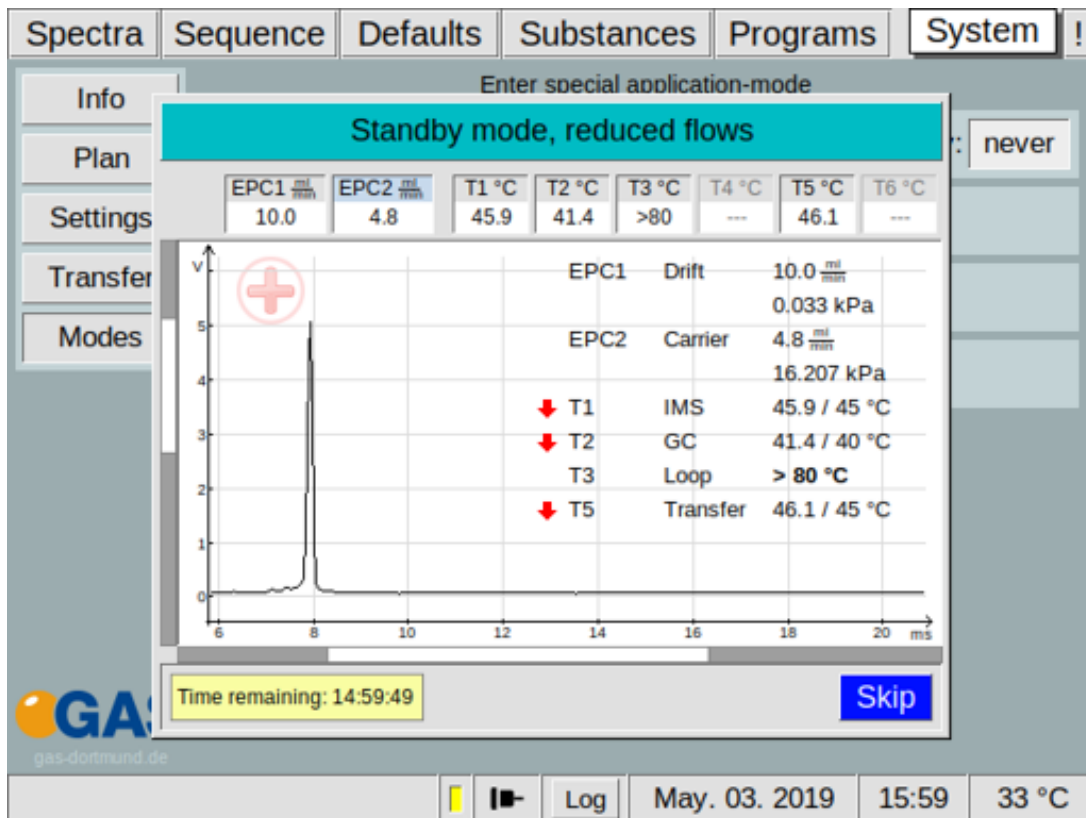 Spectra Sequence Defaults Substances Programs System !
Enter special application-mode
Info
Plan
Settings
Transfer
Modes
never
Standby mode, reduced flows
EPC1 ml/min EPC2 ml/min T1 °C T2 °C T3 °C T4 °C T5 °C T6 °C
10.0 4.8 45.9 41.4 >80 --- 46.1 ---
V
5
4
3
2
1
0
6 8 10 12 14 16 18 20 ms
EPC1 Drift 10.0 ml/min
0.033 kPa
EPC2 Carrier 4.8 ml/min
16.207 kPa
T1 IMS 45.9 / 45 °C
T2 GC 41.4 / 40 °C
T3 Loop > 80 °C
T5 Transfer 46.1 / 45 °C
Time remaining: 14:59:49
Skip
GAS
gas-dortmund.de
Log May. 03. 2019 15:59 33 °C